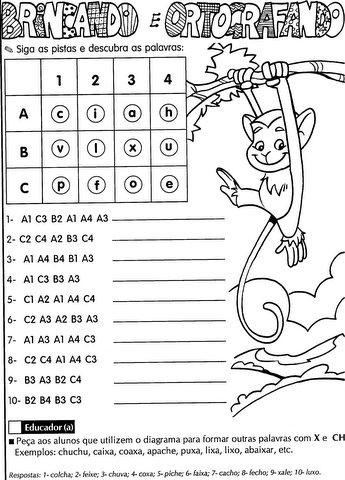 BRINCANDO E ORTOGRAFANDO
Siga as pistas e descubra as palavras:
1 2 3 4
A c i a h
B v l x u
C p f o e
1- A1 C3 B2 A1 A4 A3
2- C2 C4 A2 B3 C4
3- A1 A4 B4 B1 A3
4- A1 C3 B3 A3
5- C1 A2 A1 A4 C4
6- C2 A3 A2 B3 A3
7- A1 A3 A1 A4 C3
8- C2 C4 A1 A4 C3
9- B3 A3 B2 C4
10- B2 B4 B3 C3
Educador(a)
Peça aos alunos que utilizem o diagrama para formar outras palavras com X e CH
Exemplos: chuchu, caixa, coaxa, apache, puxa, lixa, lixo, abaixar, etc.
Respostas: 1- colcha; 2- feixe; 3- chuva; 4- coxa; 5- piche; 6- faixa; 7- cacho; 8- fecho; 9- xale; 10- luxo.